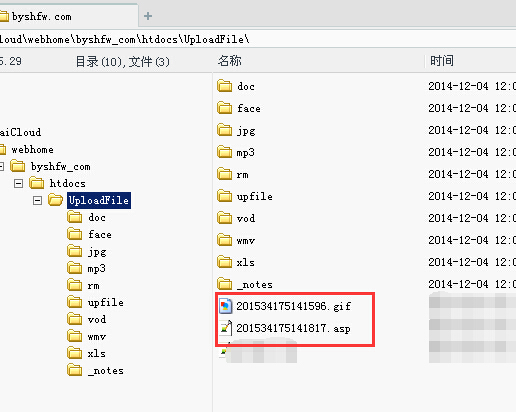 byshfw.com
loud\webhome\byshfw_com\htdocs\UploadFile\
5.29 目录(10),文件(3) 名称 时间
doc 2014-12-04 12:0
face 2014-12-04 12:0
aiCloud jpg 2014-12-04 12:0
webhome mp3 2014-12-04 12:0
byshfw_com rm 2014-12-04 12:0
htdocs upfile 2014-12-04 12:0
UploadFile vod 2014-12-04 12:0
doc wmv 2014-12-04 12:0
face xls 2014-12-04 12:0
jpg _notes 2014-12-04 12:0
mp3 201534175141596.gif
rm 201534175141817.asp
upfile
vod
wmv
xls
_notes